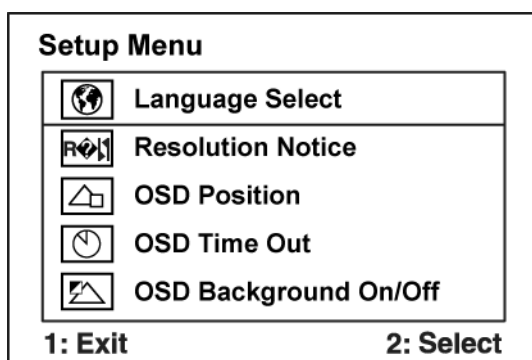 Setup Menu
Language Select
Resolution Notice
OSD Position
OSD Time Out
OSD Background On/Off
1: Exit 2: Select